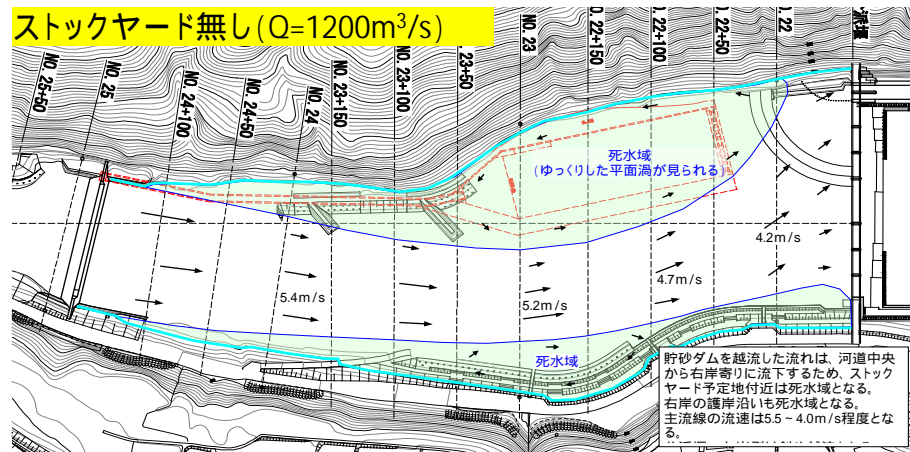 ストックヤード無し(Q=1200m³/s)
NO. 25+50
NO. 25
NO. 24+100
NO. 24+50
NO. 24
NO. 23+150
NO. 23+100
23+50
NO. 23
NO. 22+150
NO. 22+100
22+50
22
派堰
死水域
(ゆっくりした平面渦が見られる)
4.2m/s
4.7m/s
5.4m/s
5.2m/s
死水域
貯砂ダムを越流した流れは、河道中央
から右岸寄りに流下するため、ストック
ヤード予定地付近は死水域となる。
右岸の護岸沿いも死水域となる。
主流線の流速は5.5～4.0m/s程度とな
る。